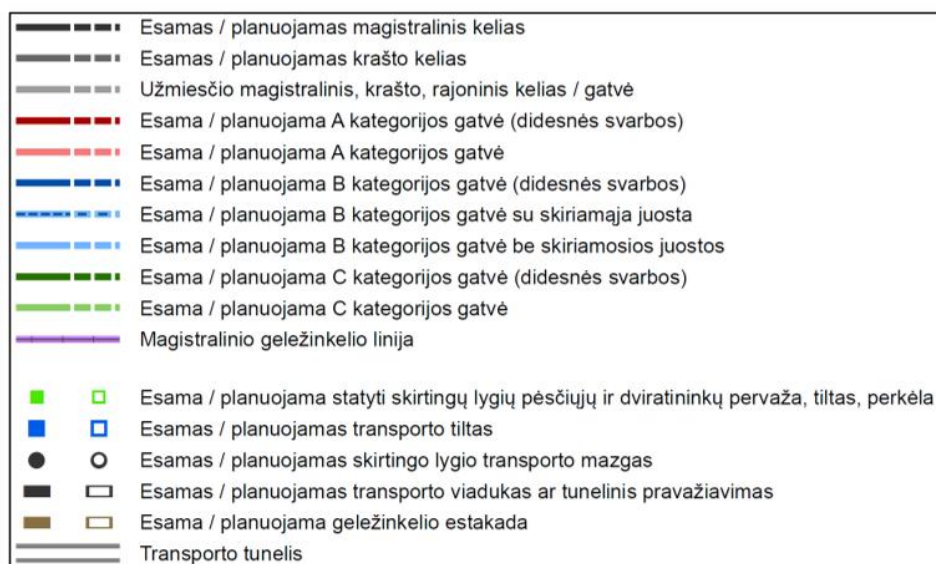 Esamas / planuojamas magistralinis kelias
Esamas / planuojamas krašto kelias
Užmiesčio magistralinis, krašto, rajoninis kelias / gatvė
Esama / planuojama A kategorijos gatvė (didesnės svarbos)
Esama / planuojama A kategorijos gatvė
Esama / planuojama B kategorijos gatvė (didesnės svarbos)
Esama / planuojama B kategorijos gatvė su skiriamąja juosta
Esama / planuojama B kategorijos gatvė be skiriamosios juostos
Esama / planuojama C kategorijos gatvė (didesnės svarbos)
Esama / planuojama C kategorijos gatvė
Magistralinio geležinkelio linija
Esama / planuojama statyti skirtingų lygių pėsčiųjų ir dviratininkų pervaža, tiltas, perkėla
Esamas / planuojamas transporto tiltas
Esamas / planuojamas skirtingo lygio transporto mazgas
Esamas / planuojamas transporto viadukas ar tunelinis pravažiavimas
Esama / planuojama geležinkelio estakada
Transporto tunelis